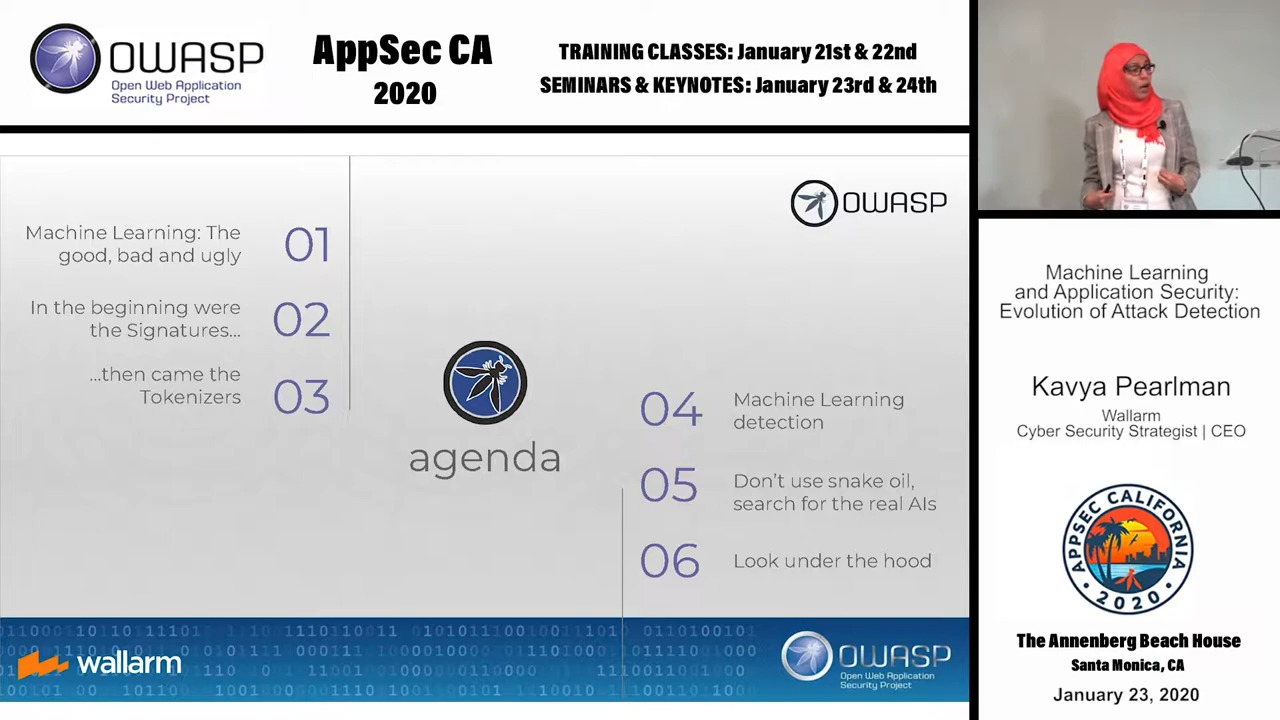 OWASP
Open Web Application
Security Project
AppSec CA
2020
TRAINING CLASSES: January 21st & 22nd
SEMINARS & KEYNOTES: January 23rd & 24th
OWASP
Machine Learning: The
good, bad and ugly
01
In the beginning were
the Signatures...
02
...then came the
Tokenizers
03
agenda
04
Machine Learning
detection
05
Don't use snake oil,
search for the real AIs
06
Look under the hood
wallarm
OWASP
Open Web Application
Security Project
Machine Learning
and Application Security:
Evolution of Attack Detection
Kavya Pearlman
Wallarm
Cyber Security Strategist | CEO
APPSEC CALIFORNIA
2020
The Annenberg Beach House
Santa Monica, CA
January 23, 2020